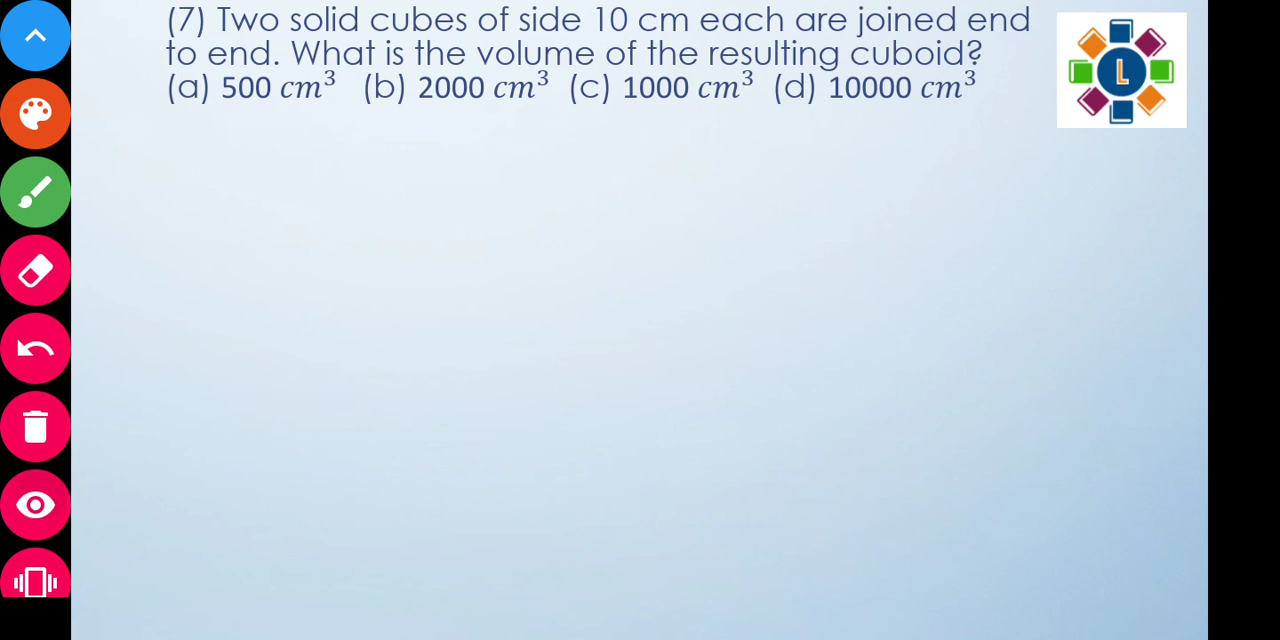 (7) Two solid cubes of side 10 cm each are joined end
to end. What is the volume of the resulting cuboid?
(a) 500 cm³ (b) 2000 cm³ (c) 1000 cm³ (d) 10000 cm³
L